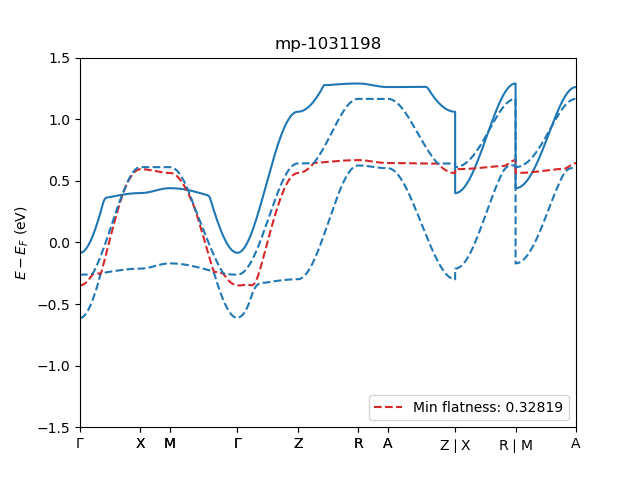 mp-1031198
E − E_F (eV)
1.5
1.0
0.5
0.0
−0.5
−1.0
−1.5
Min flatness: 0.32819
Γ X M Γ Z R A Z | X R | M A